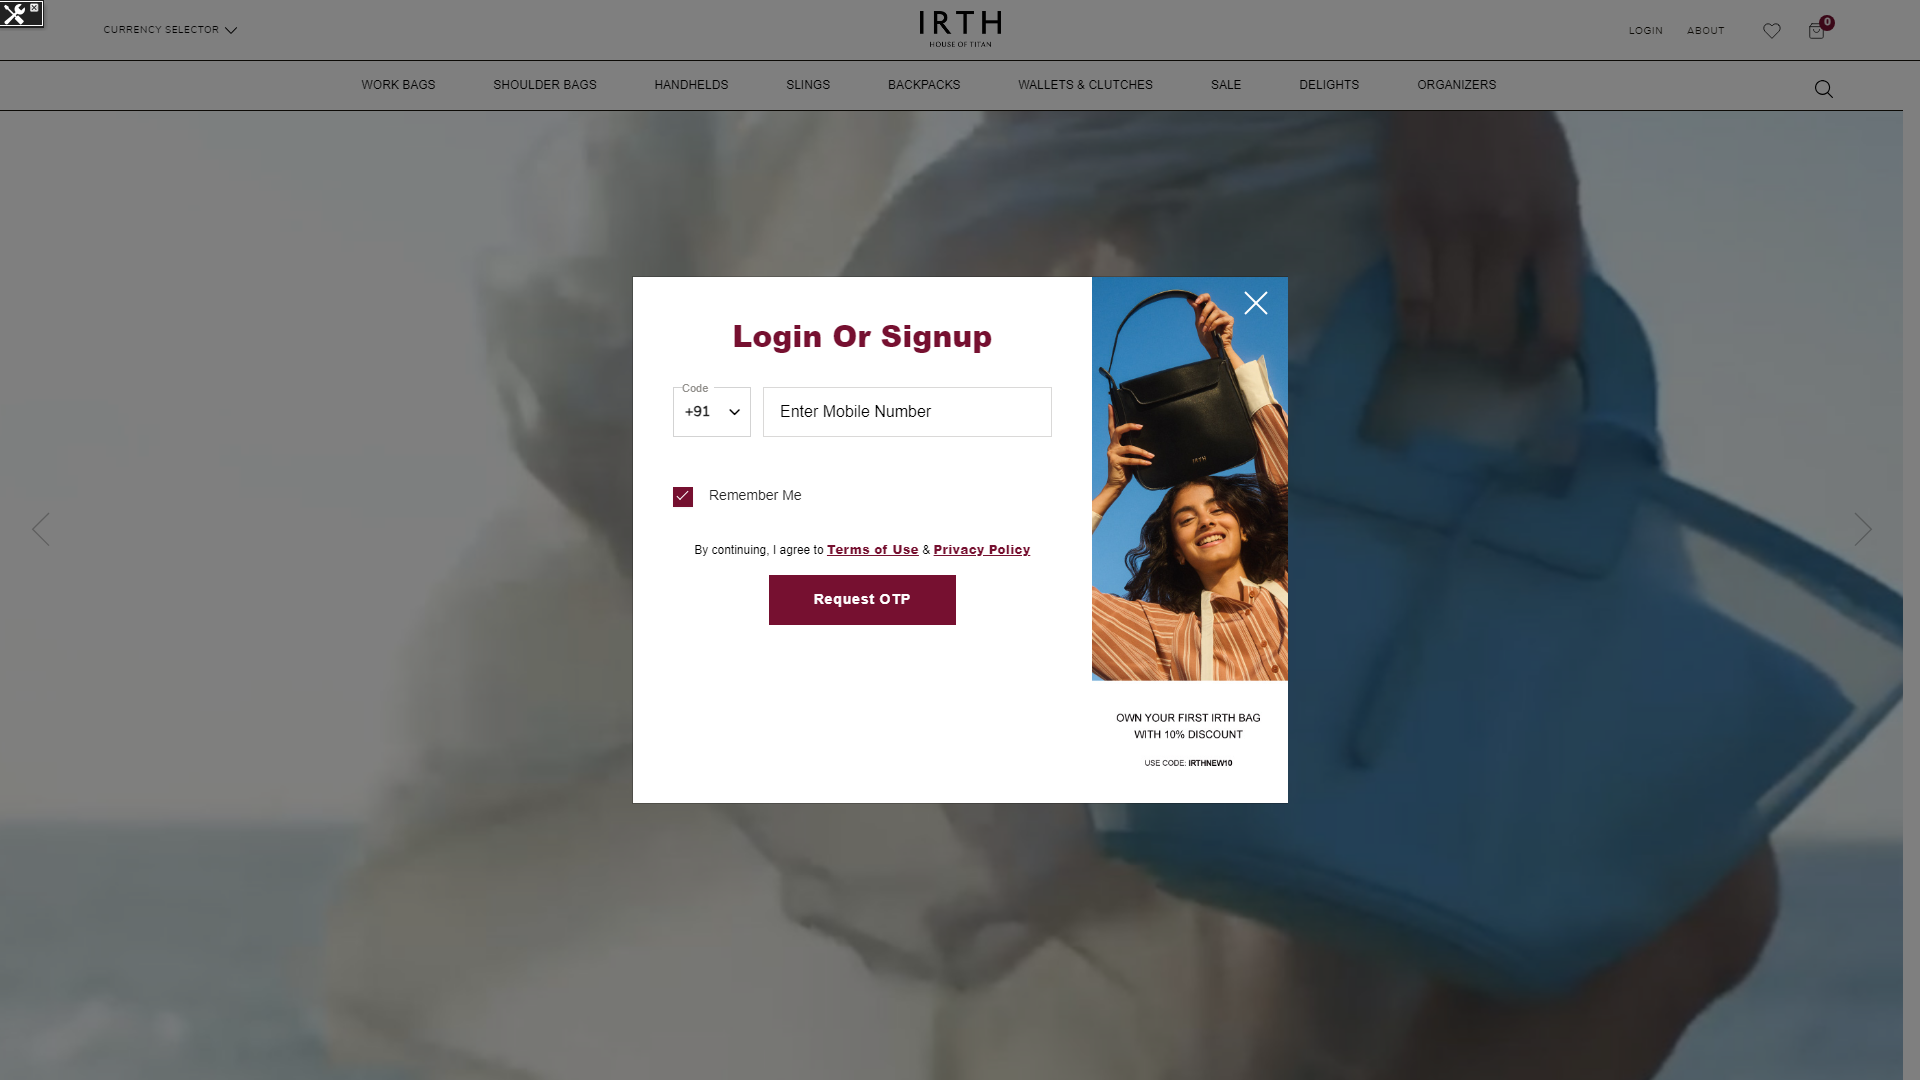 CURRENCY SELECTOR
IRTH
HOUSE OF TITAN
LOGIN
ABOUT
0
WORK BAGS
SHOULDER BAGS
HANDHELDS
SLINGS
BACKPACKS
WALLETS & CLUTCHES
SALE
DELIGHTS
ORGANIZERS
Login Or Signup
Code
+91
Enter Mobile Number
Remember Me
By continuing, I agree to Terms of Use & Privacy Policy
Request OTP
IRTH
OWN YOUR FIRST IRTH BAG
WITH 10% DISCOUNT
USE CODE: IRTHNEW10